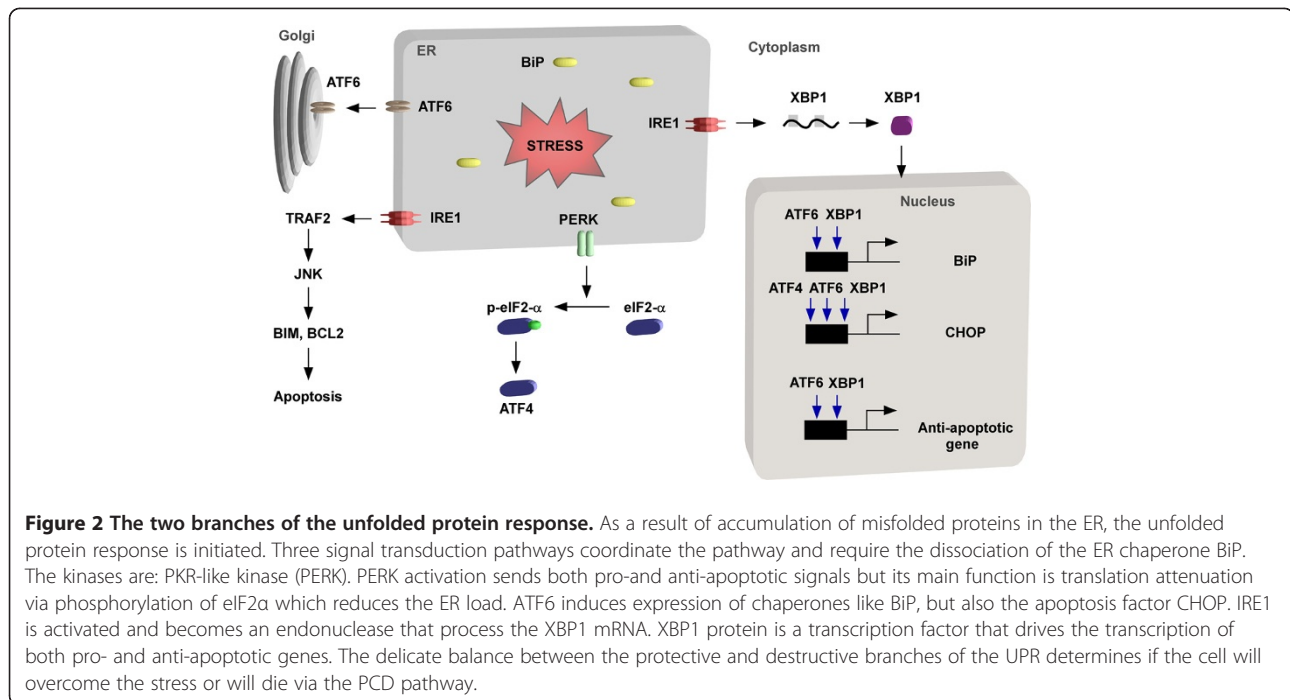 Golgi
ER
Cytoplasm
BiP
ATF6
ATF6
XBP1
XBP1
IRE1
STRESS
Nucleus
TRAF2
IRE1
PERK
ATF6 XBP1
BiP
JNK
ATF4 ATF6 XBP1
p-eIF2-α
eIF2-α
BIM, BCL2
CHOP
ATF6 XBP1
Apoptosis
ATF4
Anti-apoptotic
gene
Figure 2 The two branches of the unfolded protein response. As a result of accumulation of misfolded proteins in the ER, the unfolded
protein response is initiated. Three signal transduction pathways coordinate the pathway and require the dissociation of the ER chaperone BiP.
The kinases are: PKR-like kinase (PERK). PERK activation sends both pro-and anti-apoptotic signals but its main function is translation attenuation
via phosphorylation of eIF2α which reduces the ER load. ATF6 induces expression of chaperones like BiP, but also the apoptosis factor CHOP. IRE1
is activated and becomes an endonuclease that process the XBP1 mRNA. XBP1 protein is a transcription factor that drives the transcription of
both pro- and anti-apoptotic genes. The delicate balance between the protective and destructive branches of the UPR determines if the cell will
overcome the stress or will die via the PCD pathway.